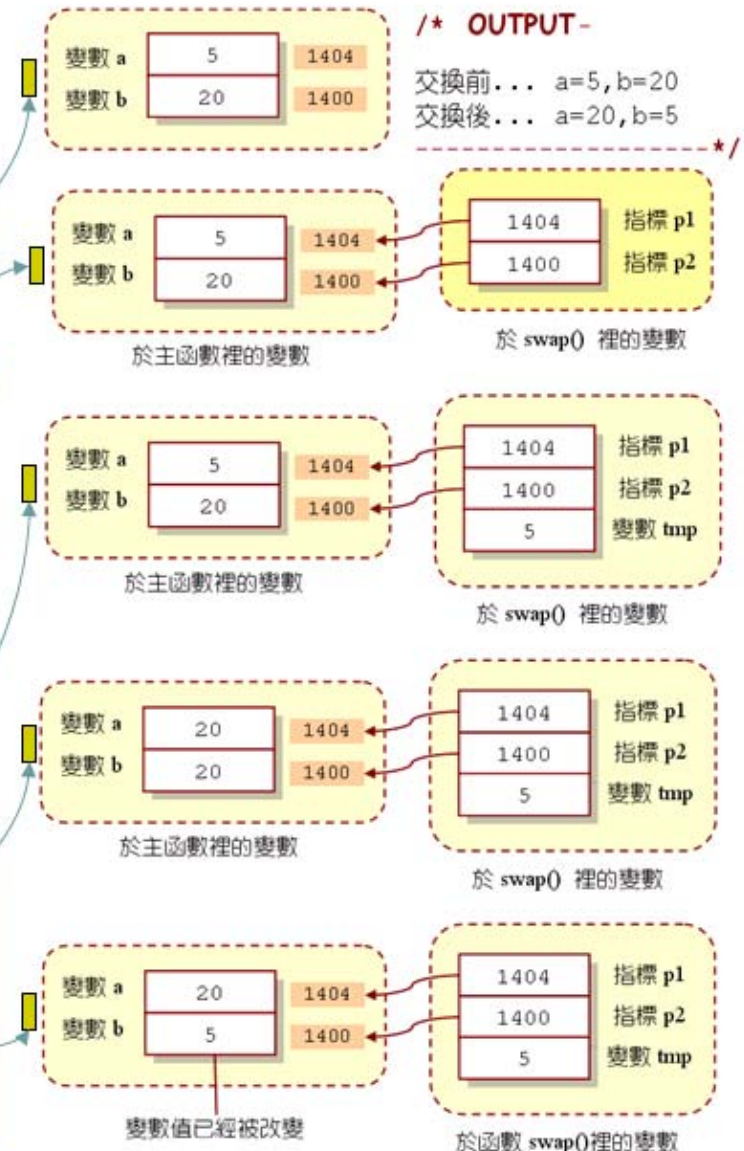 /* OUTPUT-
交換前... a=5,b=20
交換後... a=20,b=5
--------------------*/
變數 a 5 1404
變數 b 20 1400
變數 a 5 1404
變數 b 20 1400
於主函數裡的變數
1404 指標 p1
1400 指標 p2
於 swap() 裡的變數
變數 a 5 1404
變數 b 20 1400
於主函數裡的變數
1404 指標 p1
1400 指標 p2
5 變數 tmp
於 swap() 裡的變數
變數 a 20 1404
變數 b 20 1400
於主函數裡的變數
1404 指標 p1
1400 指標 p2
5 變數 tmp
於 swap() 裡的變數
變數 a 20 1404
變數 b 5 1400
變數值已經被改變
1404 指標 p1
1400 指標 p2
5 變數 tmp
於函數 swap()裡的變數